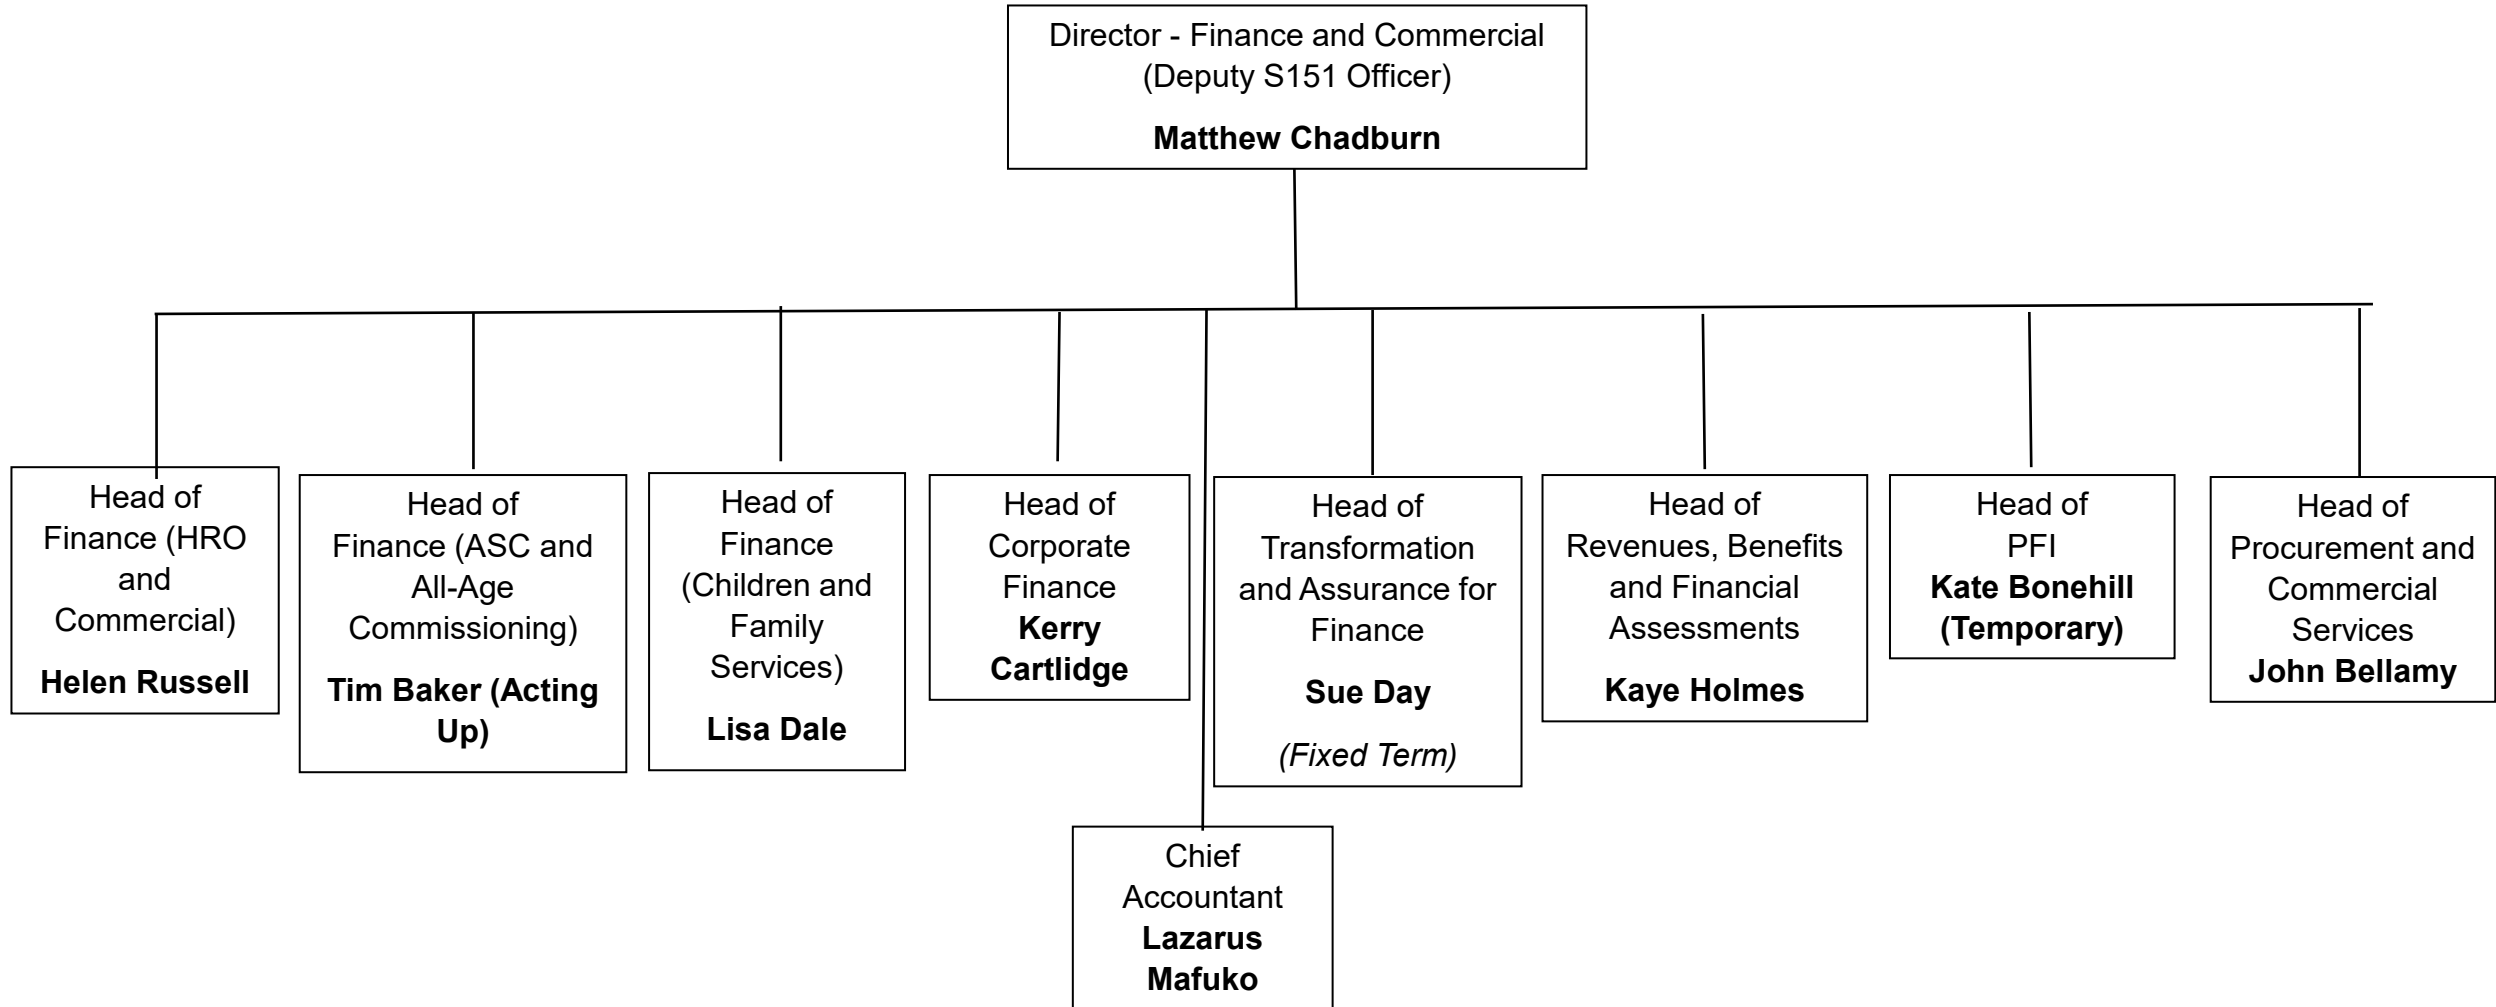 Director - Finance and Commercial
(Deputy S151 Officer)
Matthew Chadburn
Head of
Finance (HRO
and
Commercial)
Helen Russell
Head of
Finance (ASC and
All-Age
Commissioning)
Tim Baker (Acting
Up)
Head of
Finance
(Children and
Family
Services)
Lisa Dale
Head of
Corporate
Finance
Kerry
Cartlidge
Head of
Transformation
and Assurance for
Finance
Sue Day
(Fixed Term)
Head of
Revenues, Benefits
and Financial
Assessments
Kaye Holmes
Head of
PFI
Kate Bonehill
(Temporary)
Head of
Procurement and
Commercial
Services
John Bellamy
Chief
Accountant
Lazarus
Mafuko